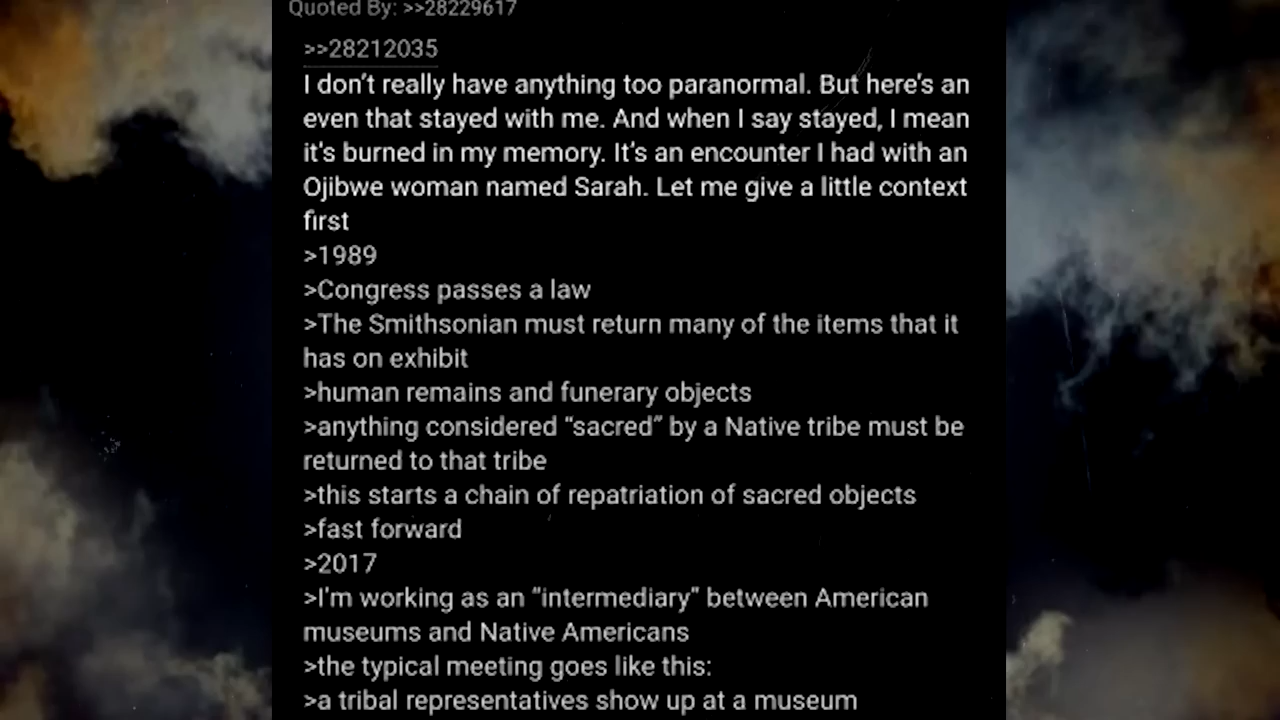 Quoted By: >>28229617
>>28212035
I don't really have anything too paranormal. But here's an
even that stayed with me. And when I say stayed, I mean
it's burned in my memory. It's an encounter I had with an
Ojibwe woman named Sarah. Let me give a little context
first
>1989
>Congress passes a law
>The Smithsonian must return many of the items that it
has on exhibit
>human remains and funerary objects
>anything considered “sacred” by a Native tribe must be
returned to that tribe
>this starts a chain of repatriation of sacred objects
>fast forward
>2017
>I'm working as an “intermediary” between American
museums and Native Americans
>the typical meeting goes like this:
>a tribal representatives show up at a museum